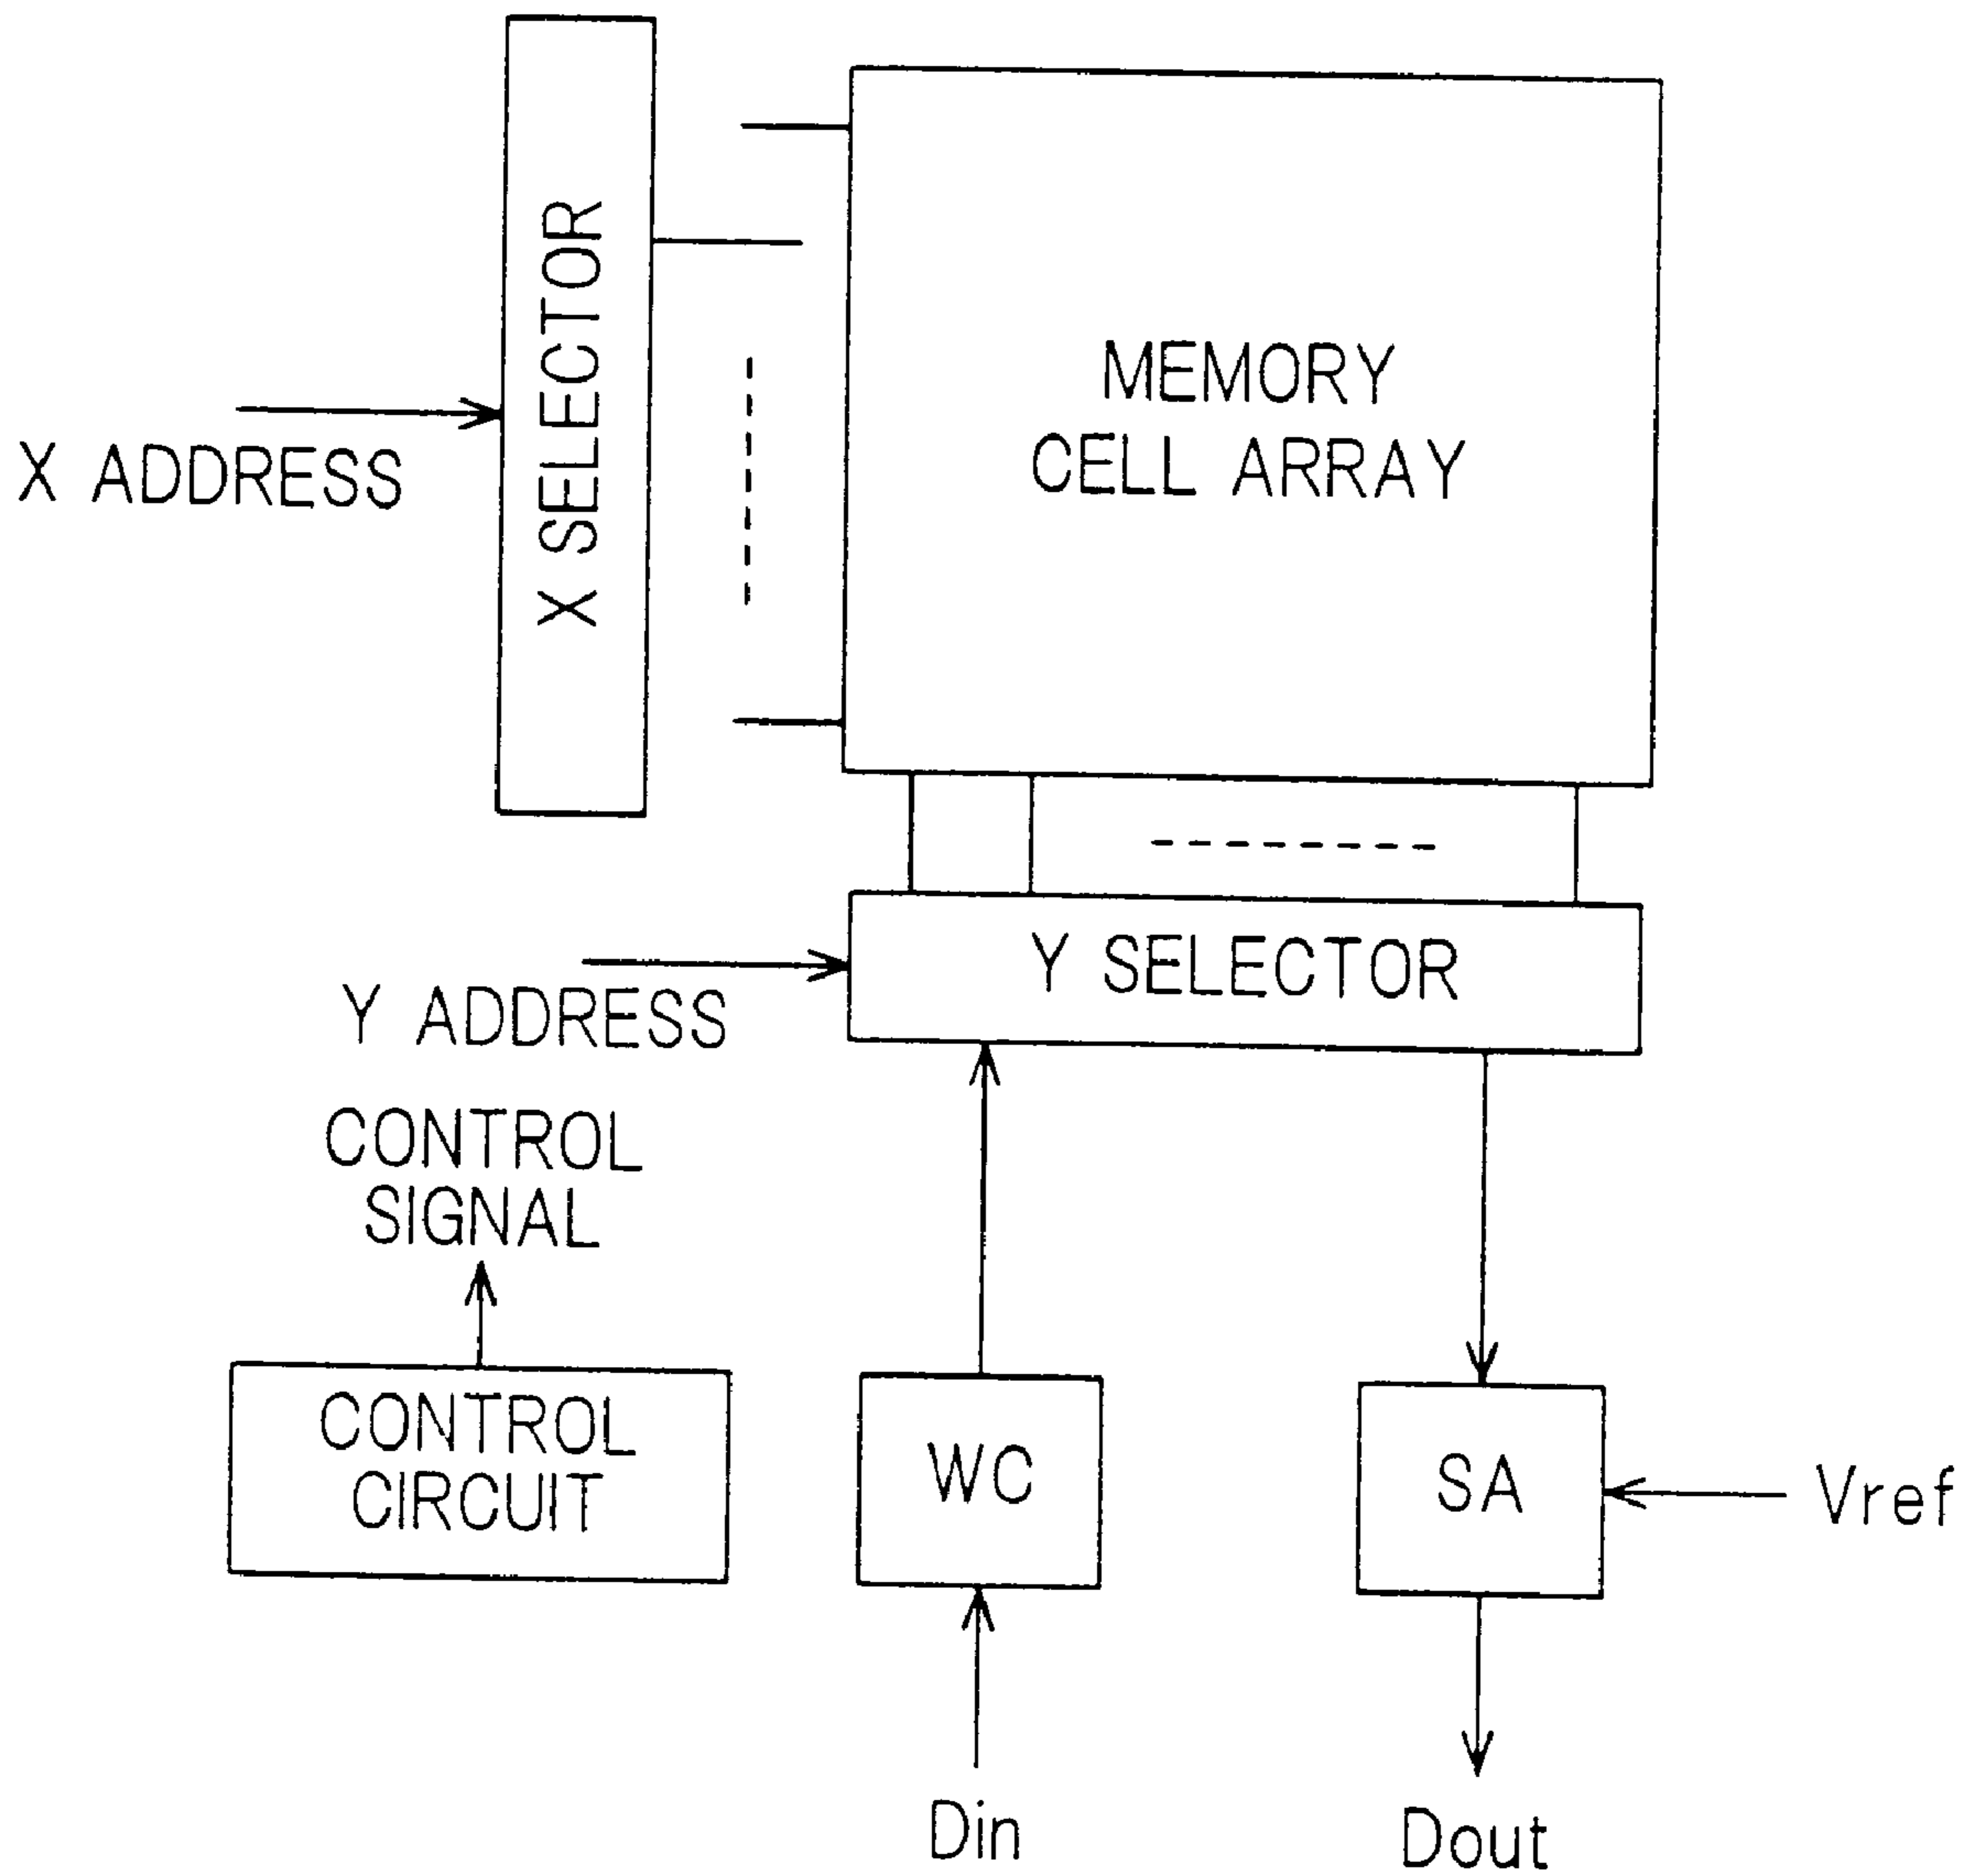 X SELECTOR
MEMORY
CELL ARRAY
X ADDRESS
Y SELECTOR
Y ADDRESS
CONTROL
SIGNAL
CONTROL
CIRCUIT
WC
SA
Vref
Din
Dout